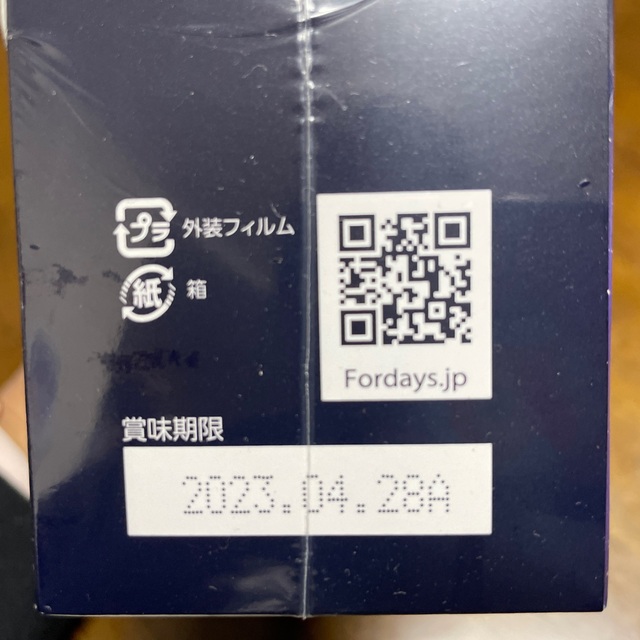 プラ 外装フィルム
紙 箱
Fordays.jp
賞味期限
2023.04.28A